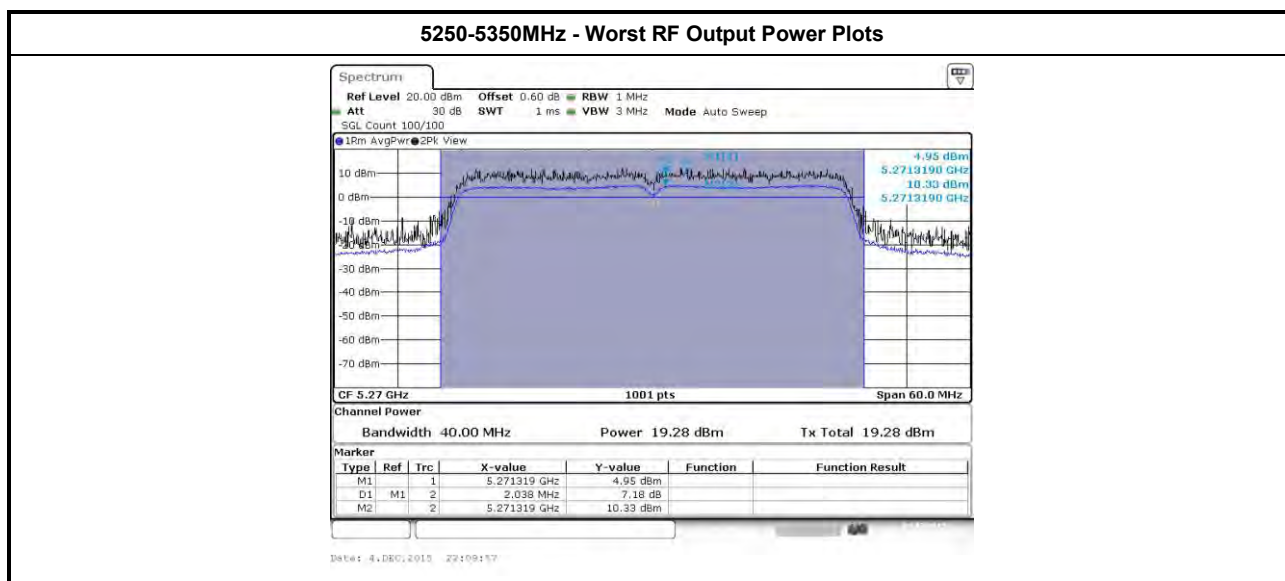 5250-5350MHz - Worst RF Output Power Plots
Spectrum
Ref Level 20.00 dBm Offset 0.60 dB RBW 1 MHz
Att 30 dB SWT 1 ms VBW 3 MHz Mode Auto Sweep
SGL Count 100/100
1Rm AvgPwr 2Pk View
4.95 dBm
5.2713190 GHz
10.33 dBm
5.2713190 GHz
10 dBm
0 dBm
-10 dBm
-20 dBm
-30 dBm
-40 dBm
-50 dBm
-60 dBm
-70 dBm
CF 5.27 GHz 1001 pts Span 60.0 MHz
Channel Power
Bandwidth 40.00 MHz Power 19.28 dBm Tx Total 19.28 dBm
Marker
Type Ref Trc X-value Y-value Function Function Result
M1 1 5.271319 GHz 4.95 dBm
D1 M1 2 2.038 MHz 7.18 dB
M2 2 5.271319 GHz 10.33 dBm
Date: 4.DEC.2015 22:09:57